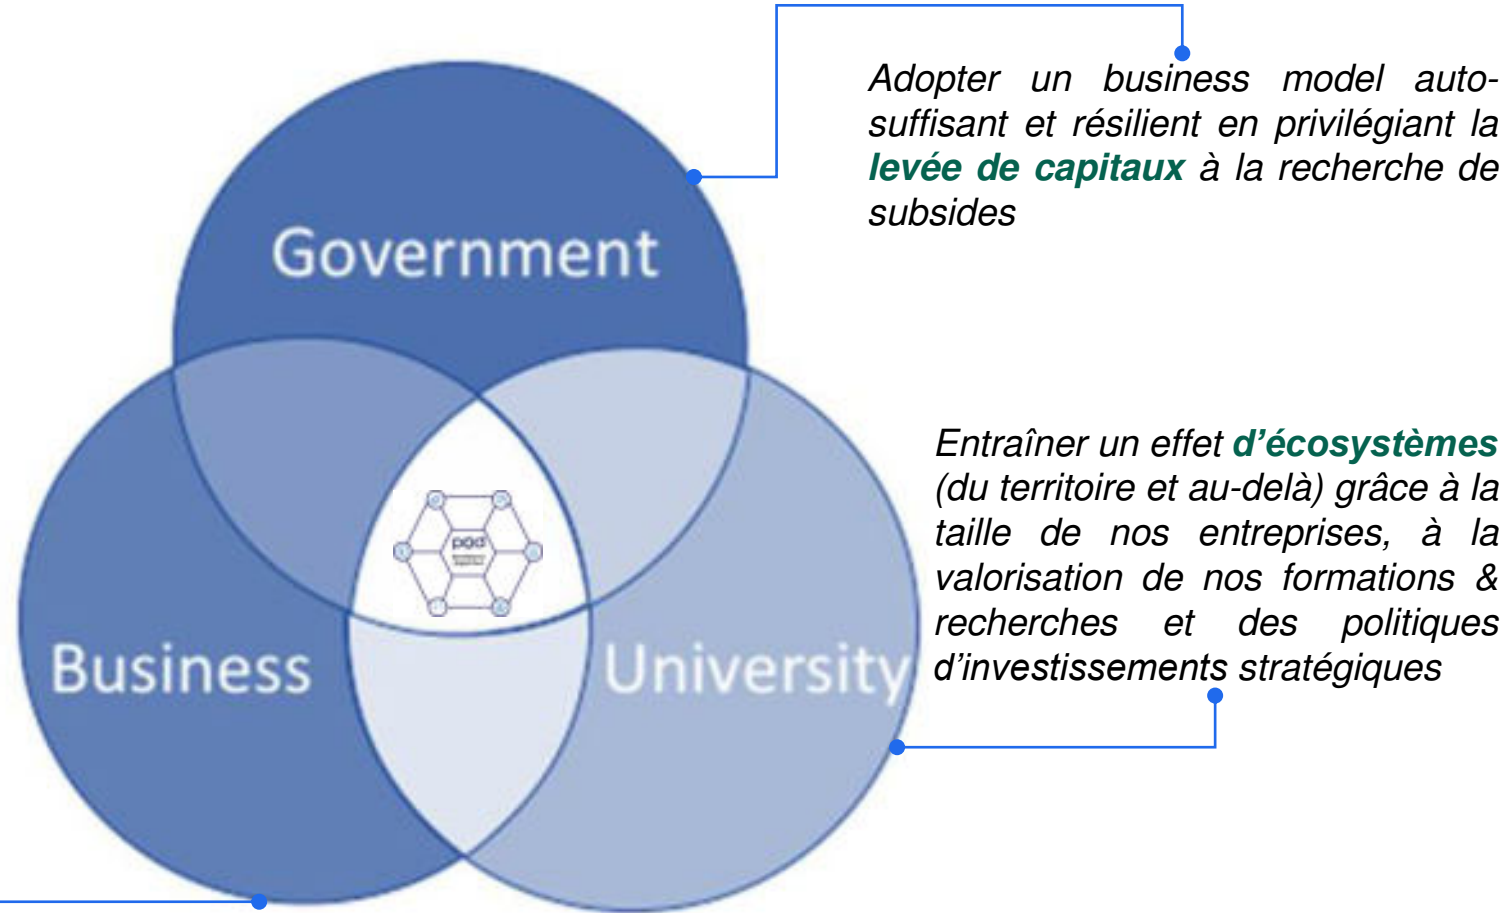 Adopter un business model auto-
suffisant et résilient en privilégiant la
levée de capitaux à la recherche de
subsides
Government
Entraîner un effet d’écosystèmes
(du territoire et au-delà) grâce à la
taille de nos entreprises, à la
valorisation de nos formations &
recherches et des politiques
d’investissements stratégiques
Business
University